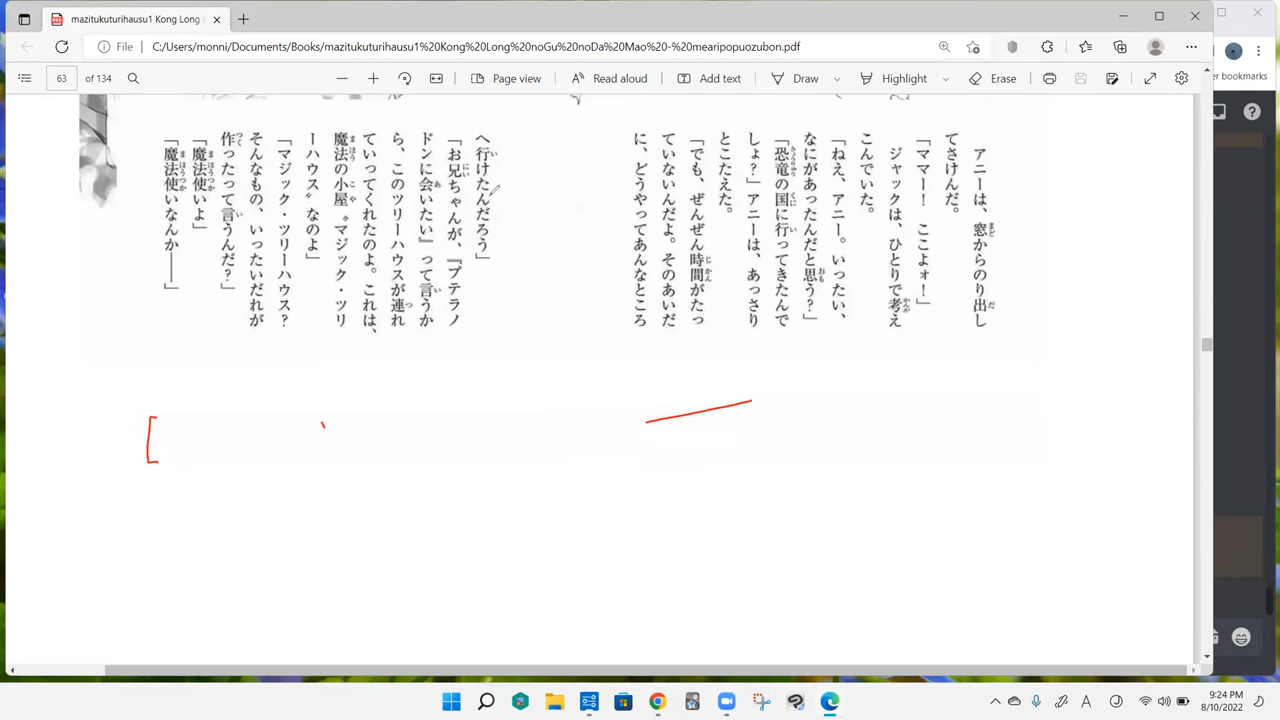 mazitukuturihausu1 Kong Long
File
C:/Users/monni/Documents/Books/mazitukuturihausu1%20Kong%20Long%20noGu%20noDa%20Mao%20-%20mearipopuozubon.pdf
63 of 134
Page view
Read aloud
Add text
Draw
Highlight
Erase
er bookmarks
アニーは、窓からのり出し
てさけんだ。
「ママー! ここよォ!」
ジャックは、ひとりで考え
こんでいた。
「ねえ、アニー。いったい、
なにがあったんだと思う?」
「恐竜の国に行ってきたんで
しょ?」アニーは、あっさり
とこたえた。
「でも、ぜんぜん時間がたっ
ていないんだよ。そのあいだ
に、どうやってあんなところ
へ行けたんだろう」
「お兄ちゃんが、『プテラノ
ドンに会いたい』って言うか
ら、このツリーハウスが連れ
ていってくれたのよ。これは、
魔法の小屋〝マジック・ツリ
ーハウス〟なのよ」
「マジック・ツリーハウス?
そんなもの、いったいだれが
作ったって言うんだ?」
「魔法使いよ」
「魔法使いなんか――」
9:24 PM
8/10/2022